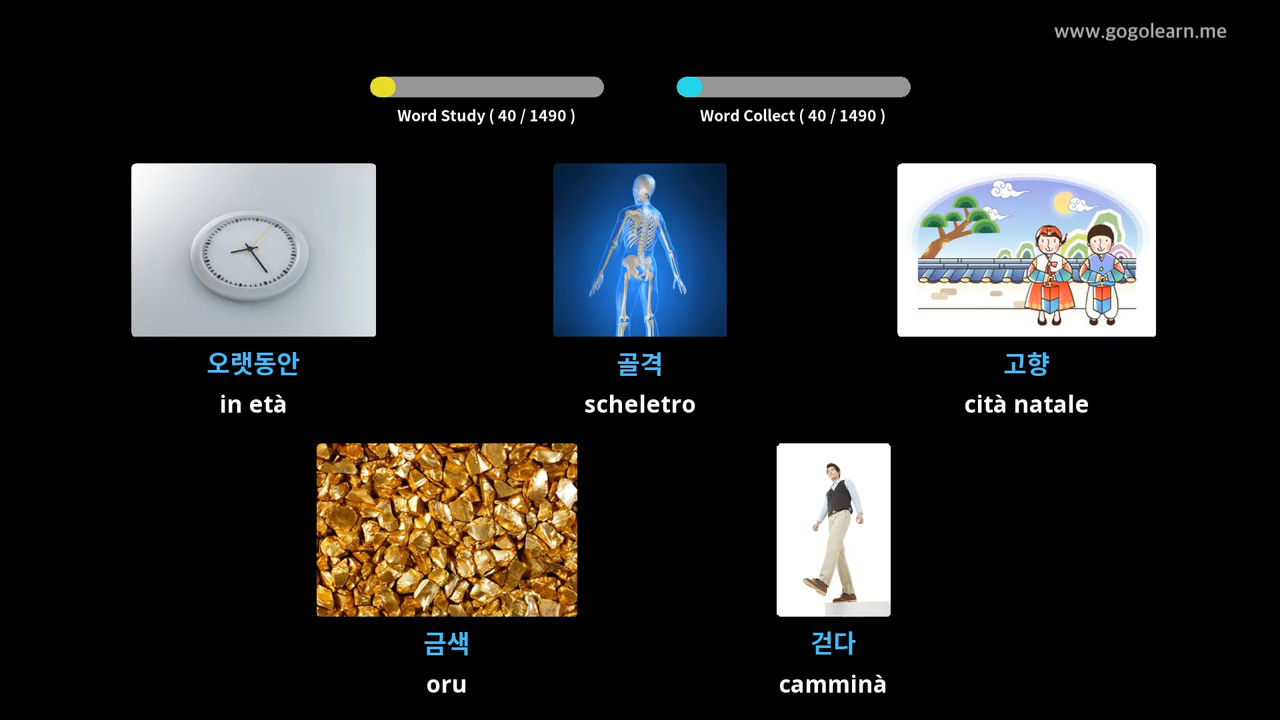 www.gogolearn.me
Word Study ( 40 / 1490 )
Word Collect ( 40 / 1490 )
오랫동안
in età
골격
scheletro
고향
cità natale
금색
oru
걷다
camminà